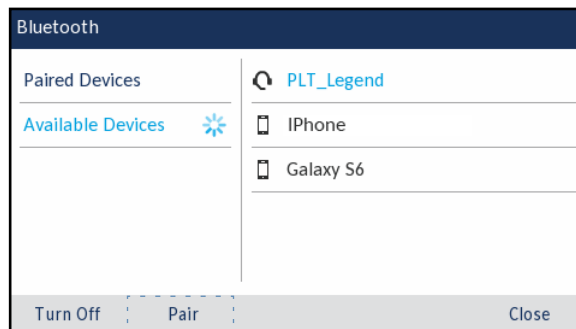 Bluetooth
Paired Devices
Available Devices
PLT_Legend
IPhone
Galaxy S6
Turn Off
Pair
Close